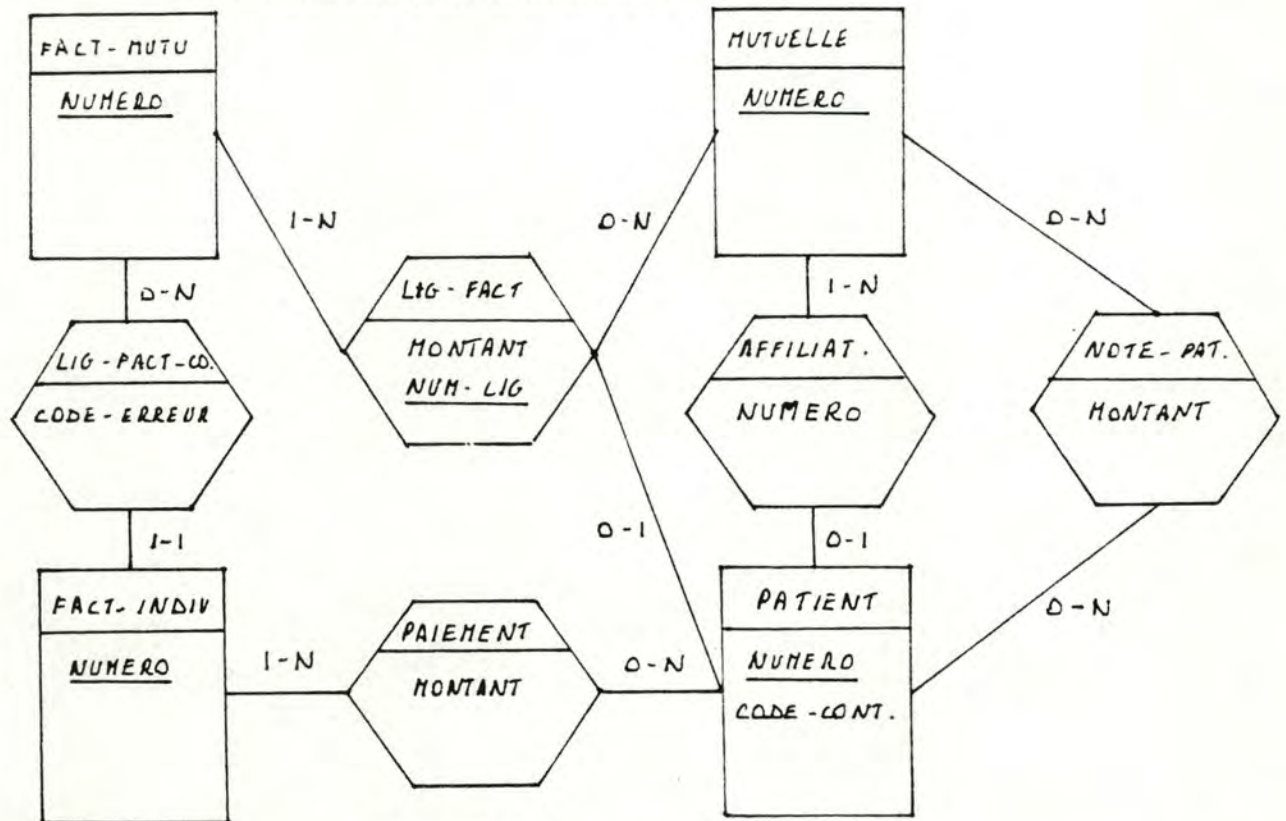 FACT-MUTU
NUMERO
MUTUELLE
NUMERO
1-N
0-N
0-N
0-N
1-N
LIG-FACT
MONTANT
NUM-LIG
AFFILIAT.
NUMERO
NOTE-PAT.
MONTANT
LIG-FACT-CO.
CODE-ERREUR
1-1
0-1
0-1
0-N
FACT-INDIV
NUMERO
1-N
PAIEMENT
MONTANT
0-N
PATIENT
NUMERO
CODE-CONT.